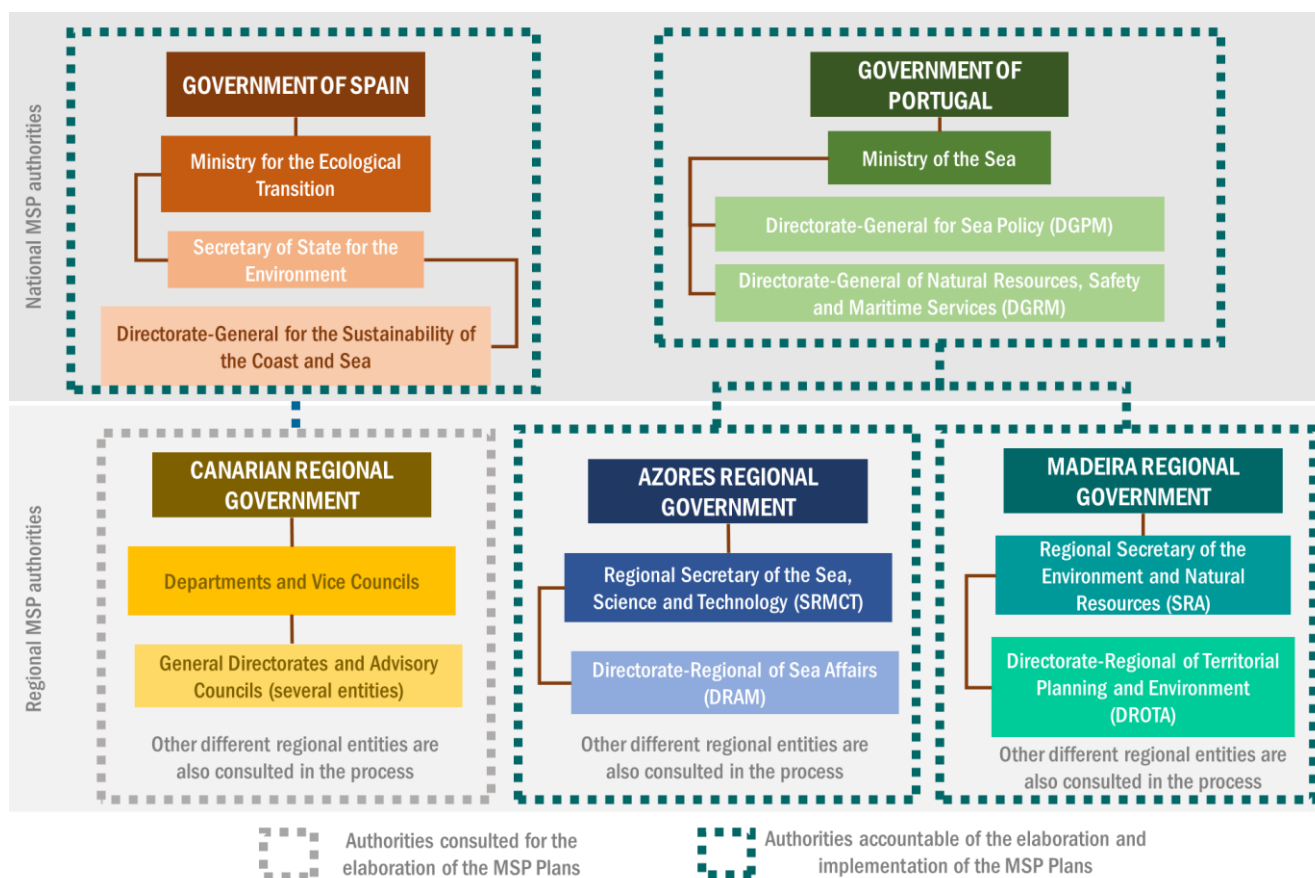 National MSP authorities
GOVERNMENT OF SPAIN
Ministry for the Ecological
Transition
Secretary of State for the
Environment
Directorate-General for the Sustainability of
the Coast and Sea
GOVERNMENT OF
PORTUGAL
Ministry of the Sea
Directorate-General for Sea Policy (DGPM)
Directorate-General of Natural Resources, Safety
and Maritime Services (DGRM)
Regional MSP authorities
CANARIAN REGIONAL
GOVERNMENT
Departments and Vice Councils
General Directorates and Advisory
Councils (several entities)
Other different regional entities are
also consulted in the process
AZORES REGIONAL
GOVERNMENT
Regional Secretary of the Sea,
Science and Technology (SRMCT)
Directorate-Regional of Sea Affairs
(DRAM)
Other different regional entities are
also consulted in the process
MADEIRA REGIONAL
GOVERNMENT
Regional Secretary of the
Environment and Natural
Resources (SRA)
Directorate-Regional of Territorial
Planning and Environment
(DROTA)
Other different regional entities are
also consulted in the process
Authorities consulted for the
elaboration of the MSP Plans
Authorities accountable of the elaboration and
implementation of the MSP Plans